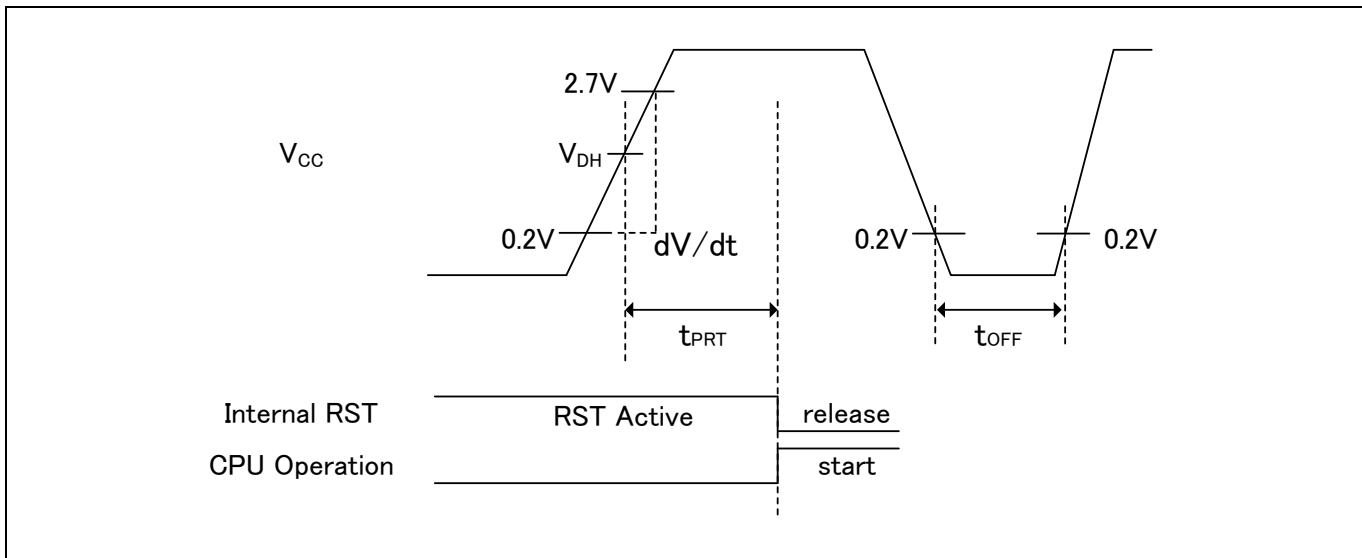 2.7V
VCC
VDH
0.2V
dV/dt
0.2V
0.2V
tPRT
tOFF
Internal RST
RST Active
release
CPU Operation
start